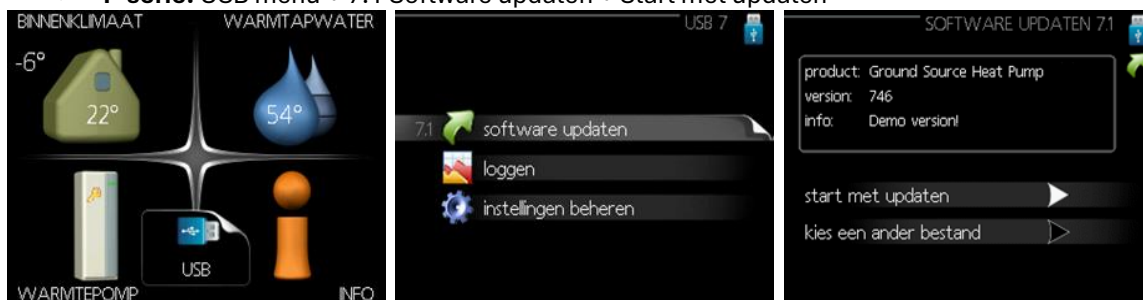 F-serie: USB menu → 7.1 Software updaten → Start met updaten
BINNENKLIMAAT
WARMTAPWATER
-6°
22°
54°
USB
WARMTEPOMP
INFO
USB 7
7.1 software updaten
loggen
instellingen beheren
SOFTWARE UPDATEN 7.1
product: Ground Source Heat Pump
version: 746
info: Demo version!
start met updaten
kies een ander bestand